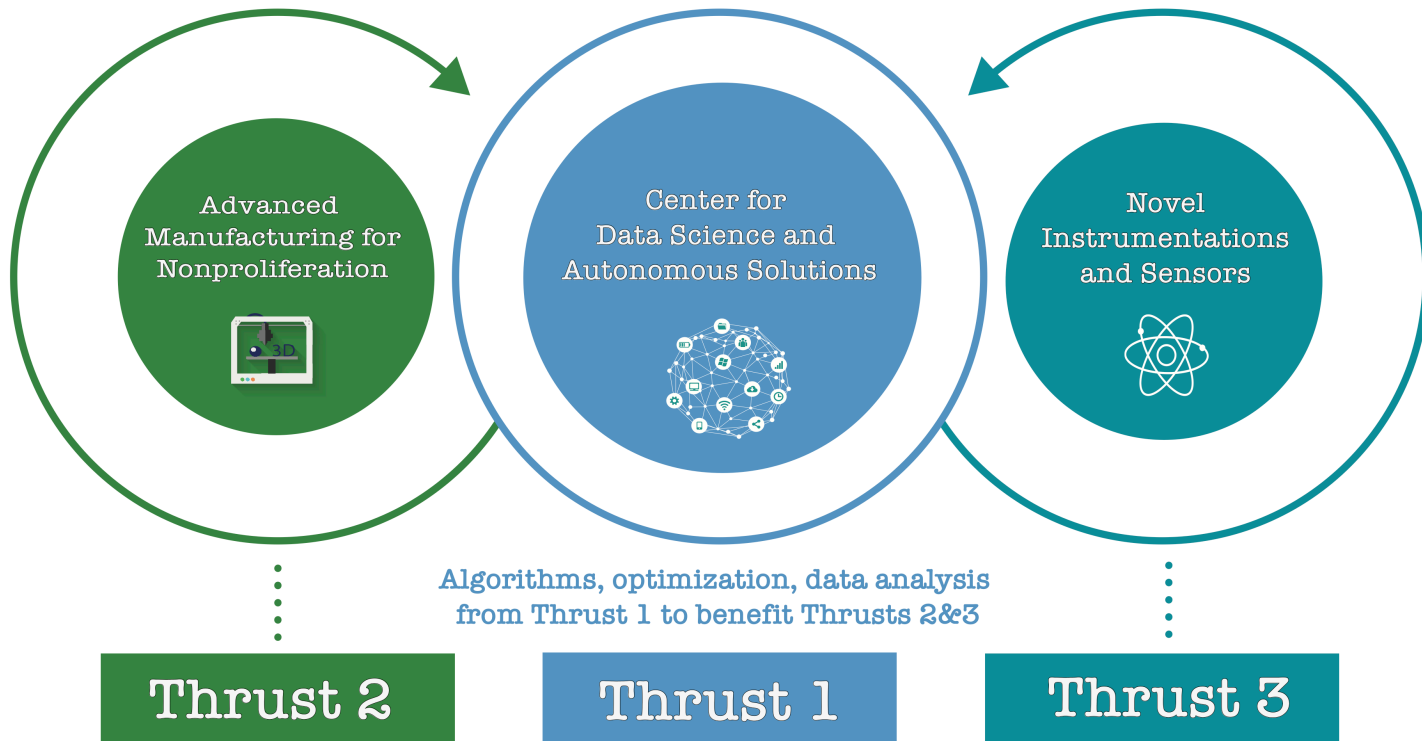 Advanced
Manufacturing for
Nonproliferation
3D
Center for
Data Science and
Autonomous Solutions
Novel
Instrumentations
and Sensors
Algorithms, optimization, data analysis
from Thrust 1 to benefit Thrusts 2&3
Thrust 2
Thrust 1
Thrust 3